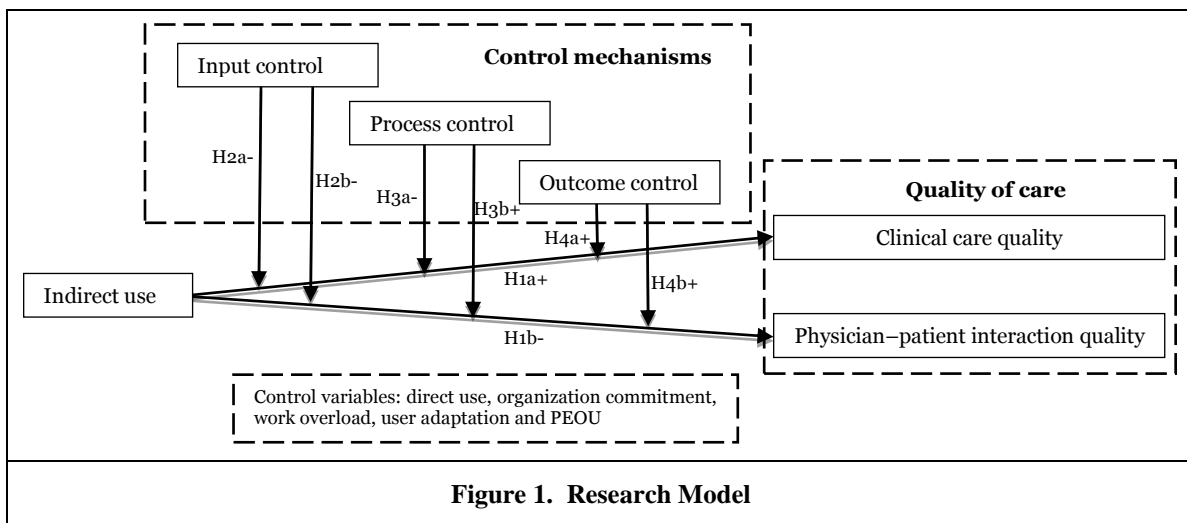 Control mechanisms
Input control
Process control
Outcome control
H2a-
H2b-
H3a-
H3b+
H4a+
H4b+
Quality of care
Clinical care quality
Physician–patient interaction quality
Indirect use
H1a+
H1b-
Control variables: direct use, organization commitment,
work overload, user adaptation and PEOU
Figure 1. Research Model